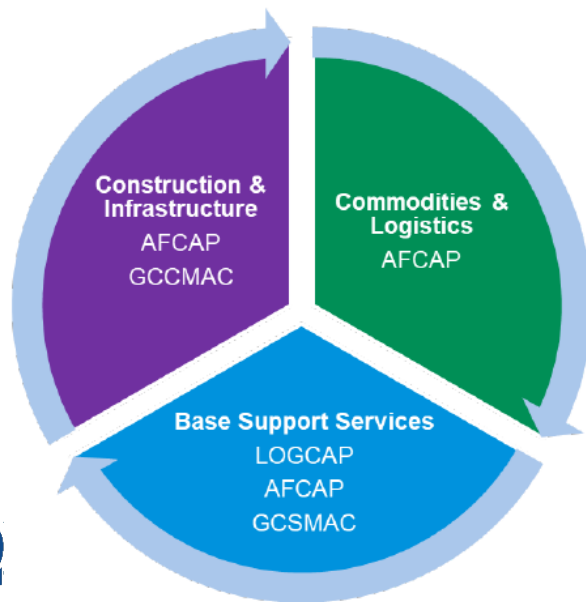 Construction &
Infrastructure
AFCAP
GCCMAC
Commodities &
Logistics
AFCAP
Base Support Services
LOGCAP
AFCAP
GCSMAC